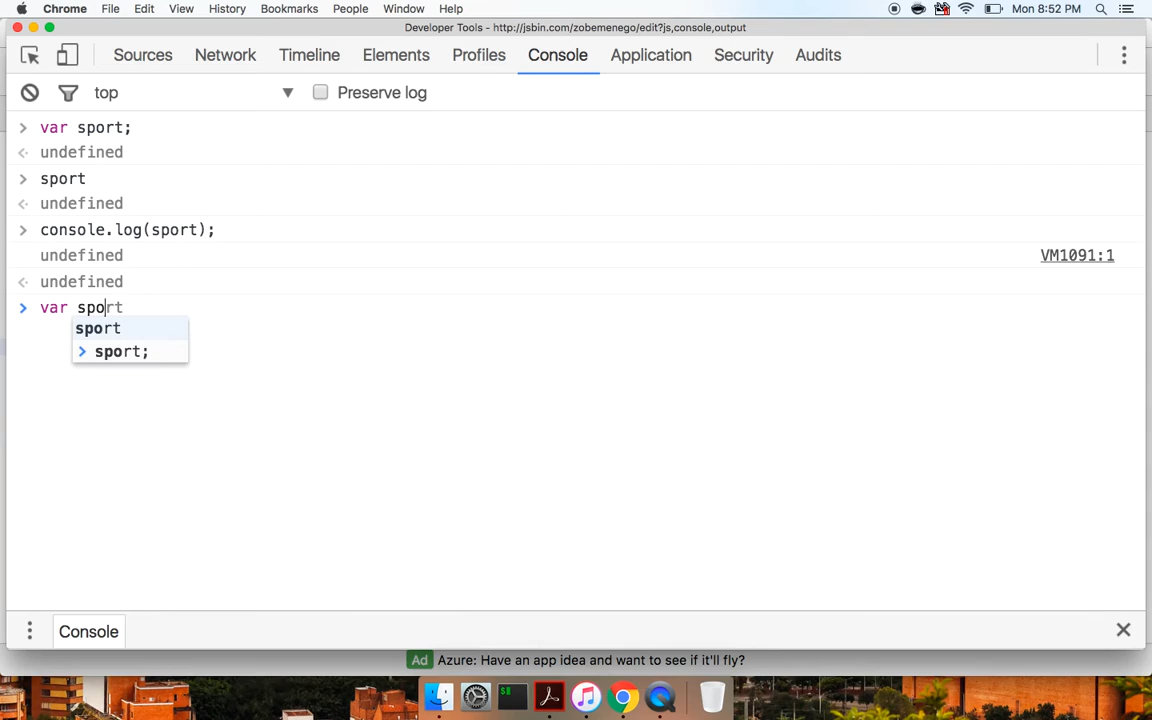 Chrome File Edit View History Bookmarks People Window Help Mon 8:52 PM
Developer Tools - http://jsbin.com/zobemenego/edit?js,console,output
Sources Network Timeline Elements Profiles Console Application Security Audits
top Preserve log
var sport;
undefined
sport
undefined
console.log(sport);
undefined VM1091:1
undefined
var sport
sport
sport;
Console
Ad Azure: Have an app idea and want to see if it'll fly?